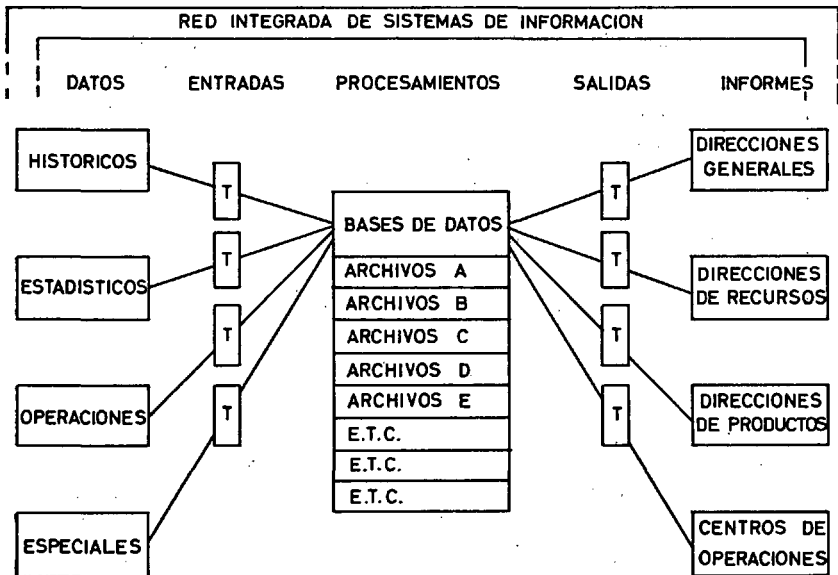 RED INTEGRADA DE SISTEMAS DE INFORMACION
DATOS ENTRADAS PROCESAMIENTOS SALIDAS INFORMES
HISTORICOS
T
BASES DE DATOS
T
DIRECCIONES
GENERALES
ESTADISTICOS
T
ARCHIVOS A
ARCHIVOS B
T
DIRECCIONES
DE RECURSOS
OPERACIONES
T
ARCHIVOS C
ARCHIVOS D
T
DIRECCIONES
DE PRODUCTOS
T
ARCHIVOS E
E.T.C.
E.T.C.
E.T.C.
T
ESPECIALES
CENTROS DE
OPERACIONES